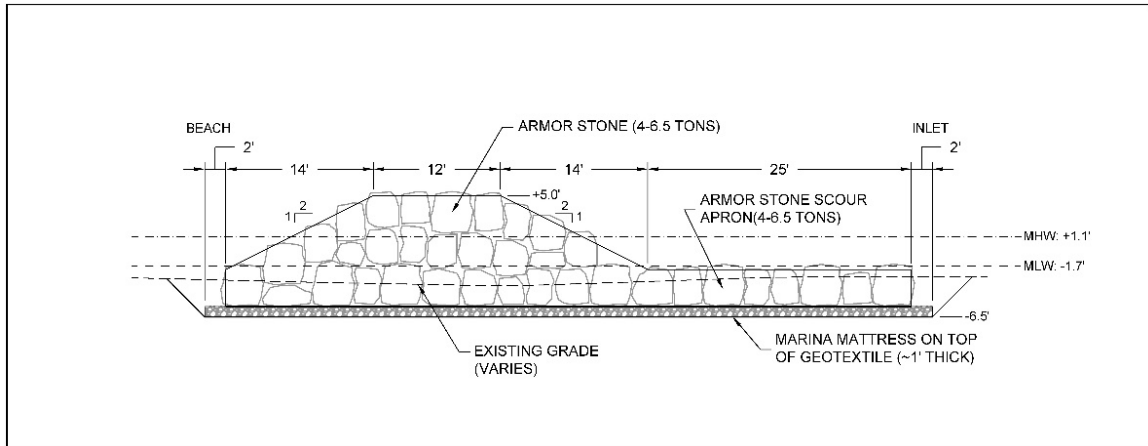 BEACH
ARMOR STONE (4-6.5 TONS)
INLET
2'
14'
12'
14'
25'
2'
+5.0'
2
1
2
1
ARMOR STONE SCOUR
APRON(4-6.5 TONS)
MHW: +1.1'
MLW: -1.7'
-6.5'
EXISTING GRADE
(VARIES)
MARINA MATTRESS ON TOP
OF GEOTEXTILE (~1' THICK)